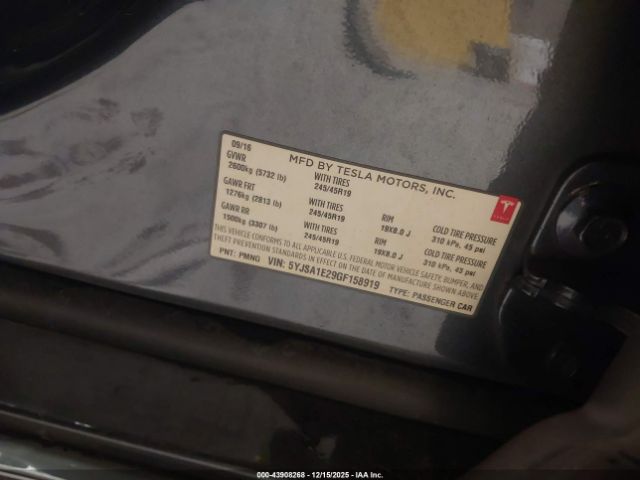 MFD BY TESLA MOTORS, INC.
09/16
GVWR
2600kg (5732 lb)
GAWR FRT
1276kg (2813 lb)
WITH TIRES
245/45R19
RIM
19X8.0 J
COLD TIRE PRESSURE
310 kPa, 45 psi
GAWR RR
1500kg (3307 lb)
WITH TIRES
245/45R19
RIM
19X8.0 J
COLD TIRE PRESSURE
310 kPa, 45 psi
WITH TIRES
245/45R19
THIS VEHICLE CONFORMS TO ALL APPLICABLE U.S. FEDERAL MOTOR VEHICLE SAFETY, BUMPER, AND
THEFT PREVENTION STANDARDS IN EFFECT ON THE DATE OF MANUFACTURE SHOWN ABOVE.
PNT: PMNG VIN: 5YJSA1E29GF158919 TYPE: PASSENGER CAR
TESLA
00-43908268 - 12/15/2025 - IAA Inc.